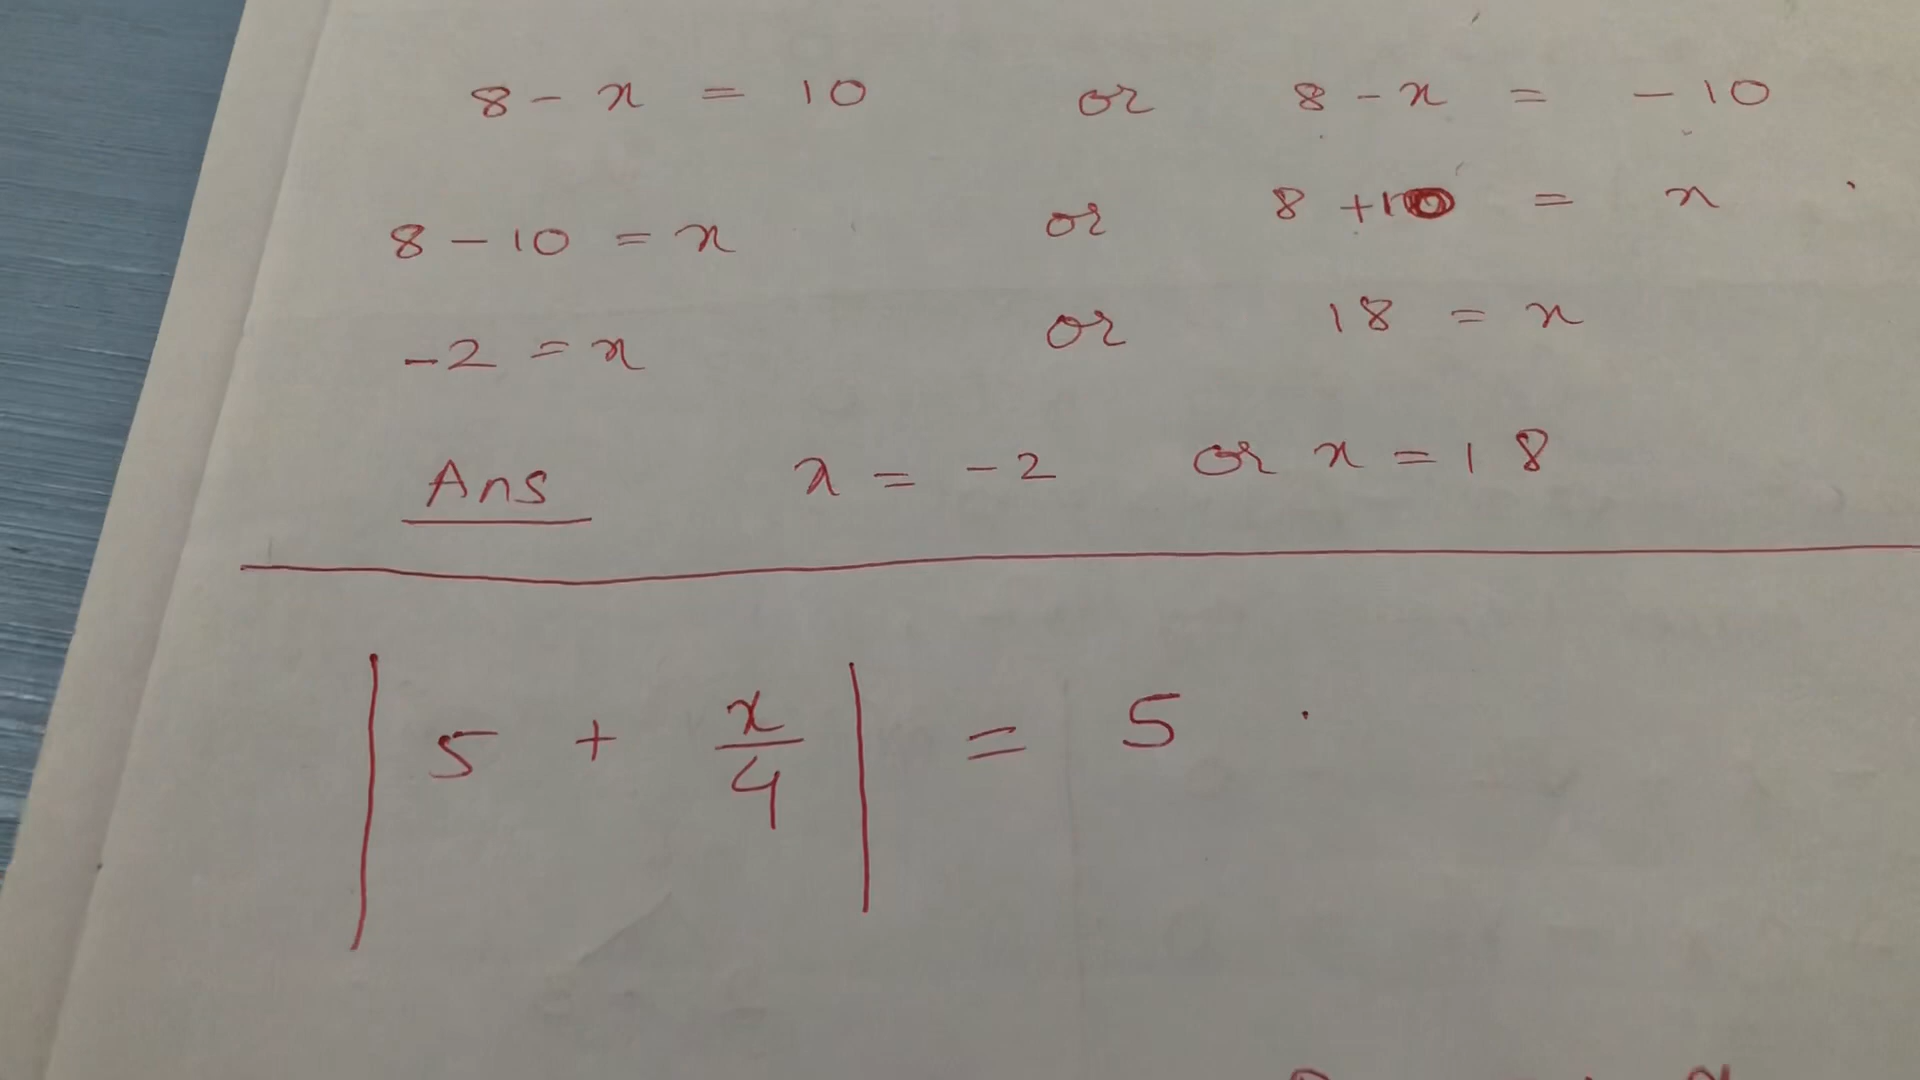 8 - x = 10 or 8 - x = - 10
8 - 10 = x or 8 + 10 = x
-2 = x or 18 = x
Ans x = -2 or x = 18
| 5 + x/4 | = 5